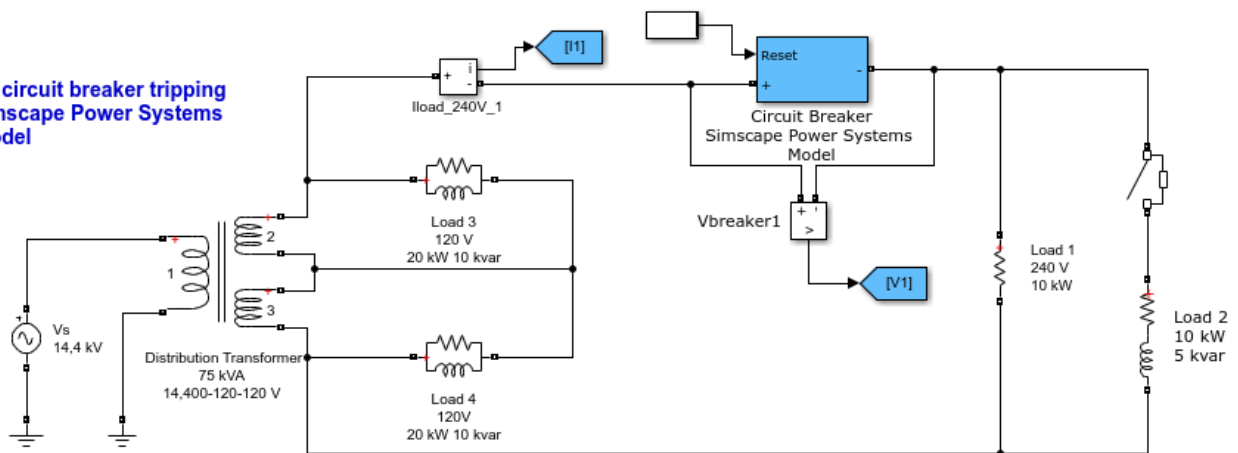 circuit breaker tripping
Power Systems
[I1]
i
+
-
Iload_240V_1
Reset
-
+
Circuit Breaker
Simscape Power Systems
Model
Load 3
120 V
20 kW 10 kvar
1
2
3
Vbreaker1
+ -
V
[V1]
Load 1
240 V
10 kW
Load 2
10 kW
5 kvar
+
Vs
14,4 kV
Distribution Transformer
75 kVA
14,400-120-120 V
Load 4
120V
20 kW 10 kvar